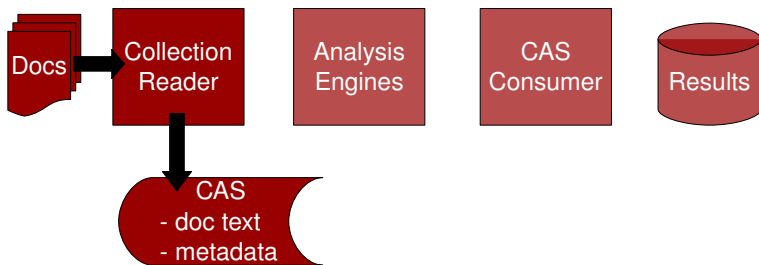 Docs
Collection
Reader
Analysis
Engines
CAS
Consumer
Results
CAS
- doc text
- metadata